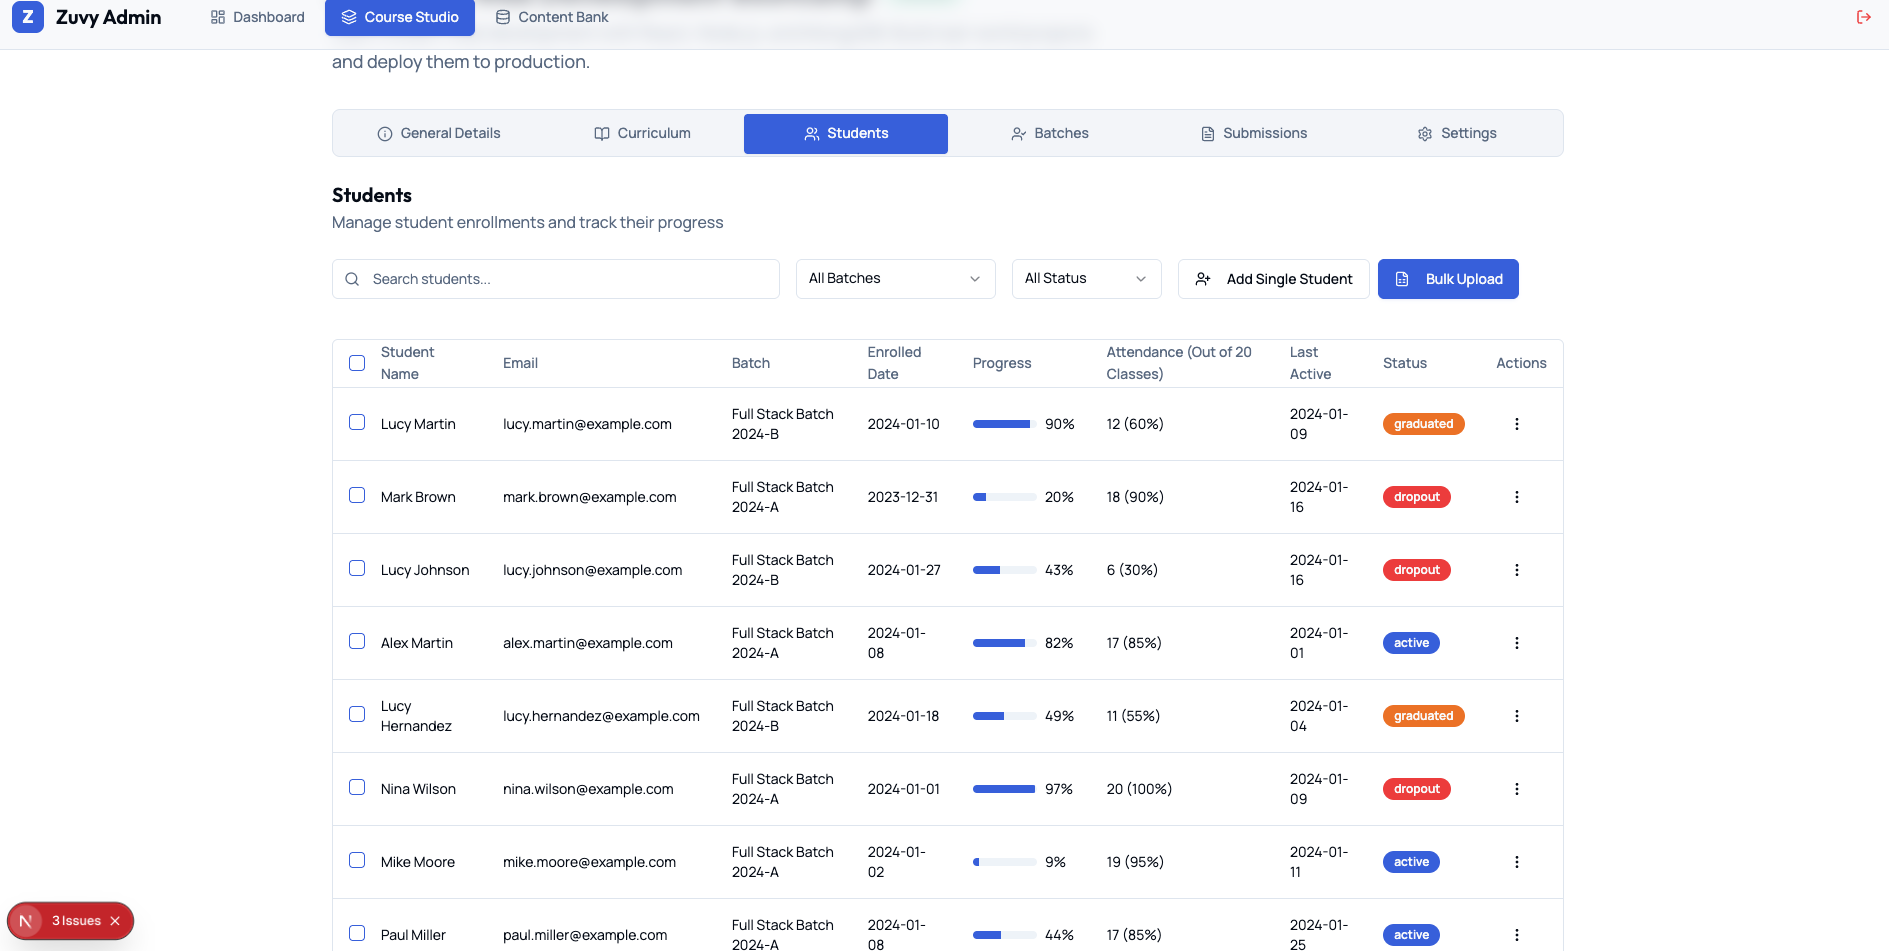 Z Zuvy Admin Dashboard Course Studio Content Bank
and deploy them to production.
General Details Curriculum Students Batches Submissions Settings
Students
Manage student enrollments and track their progress
Search students... All Batches All Status Add Single Student Bulk Upload
Student Name Email Batch Enrolled Date Progress Attendance (Out of 20 Classes) Last Active Status Actions
Lucy Martin lucy.martin@example.com Full Stack Batch 2024-B 2024-01-10 90% 12 (60%) 2024-01-09 graduated
Mark Brown mark.brown@example.com Full Stack Batch 2024-A 2023-12-31 20% 18 (90%) 2024-01-16 dropout
Lucy Johnson lucy.johnson@example.com Full Stack Batch 2024-B 2024-01-27 43% 6 (30%) 2024-01-16 dropout
Alex Martin alex.martin@example.com Full Stack Batch 2024-A 2024-01-08 82% 17 (85%) 2024-01-01 active
Lucy Hernandez lucy.hernandez@example.com Full Stack Batch 2024-B 2024-01-18 49% 11 (55%) 2024-01-04 graduated
Nina Wilson nina.wilson@example.com Full Stack Batch 2024-A 2024-01-01 97% 20 (100%) 2024-01-09 dropout
Mike Moore mike.moore@example.com Full Stack Batch 2024-A 2024-01-02 9% 19 (95%) 2024-01-11 active
Paul Miller paul.miller@example.com Full Stack Batch 2024-A 2024-01-08 44% 17 (85%) 2024-01-25 active
N 3 Issues